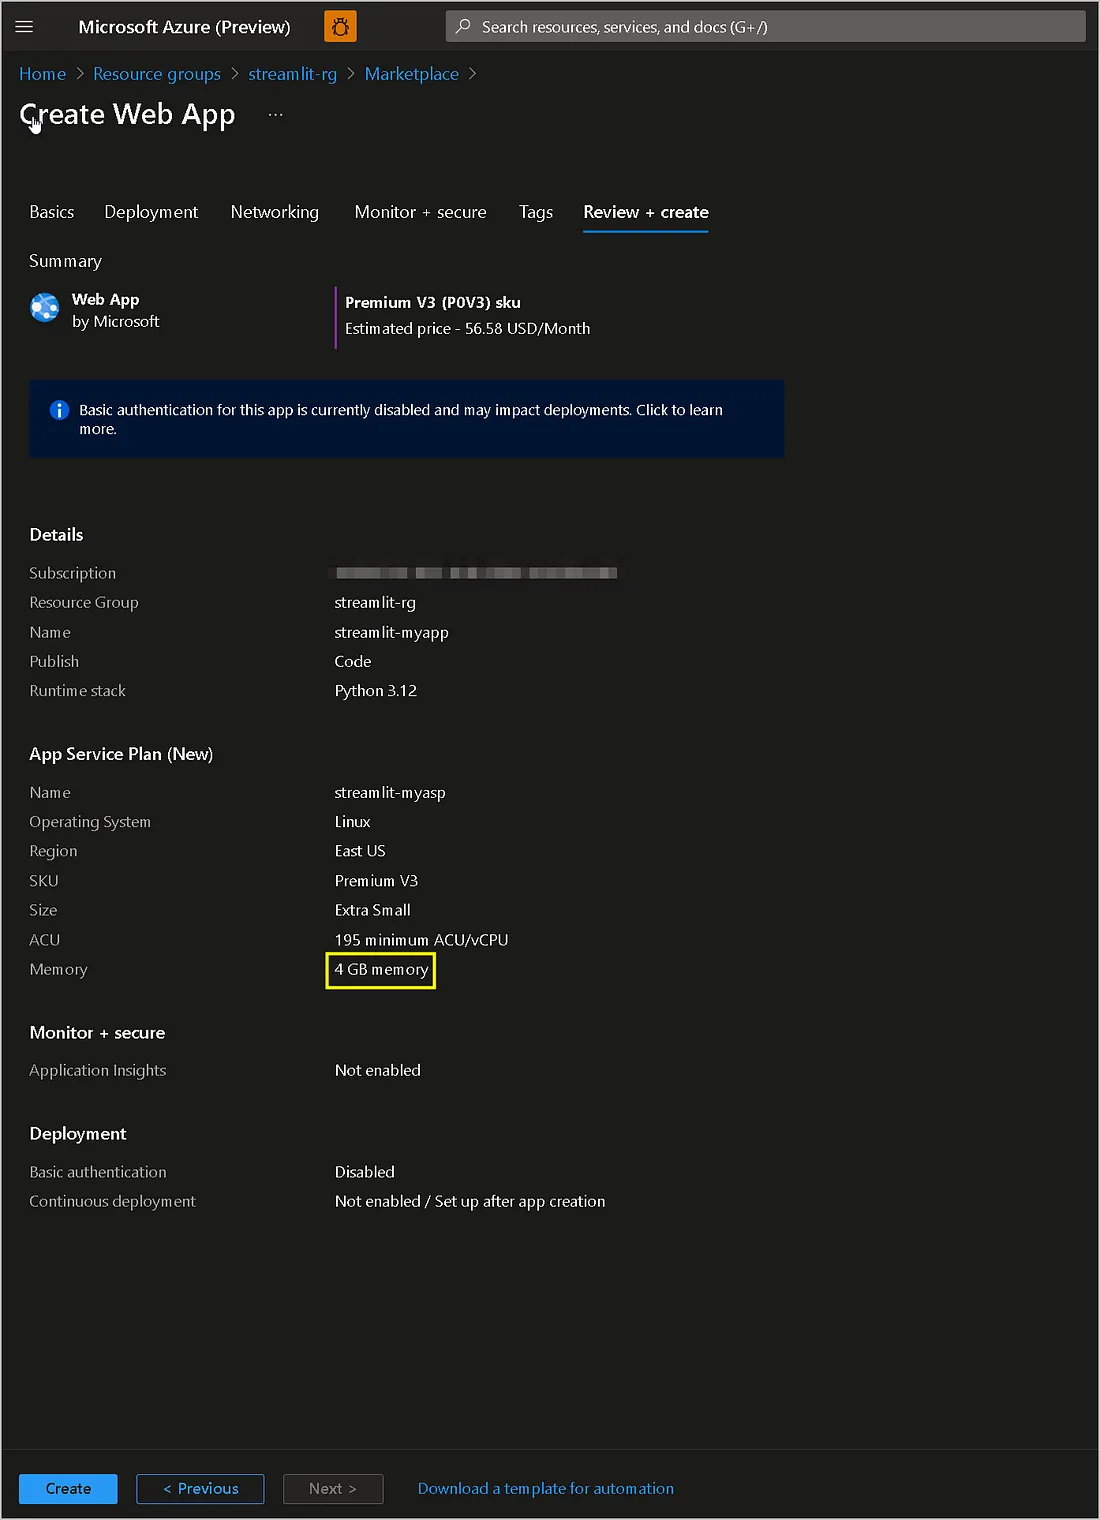 Microsoft Azure (Preview)
Search resources, services, and docs (G+/)
Home > Resource groups > streamlit-rg > Marketplace >
Create Web App ...
Basics Deployment Networking Monitor + secure Tags Review + create
Summary
Web App
by Microsoft
Premium V3 (P0V3) sku
Estimated price - 56.58 USD/Month
Basic authentication for this app is currently disabled and may impact deployments. Click to learn
more.
Details
Subscription
Resource Group streamlit-rg
Name streamlit-myapp
Publish Code
Runtime stack Python 3.12
App Service Plan (New)
Name streamlit-myasp
Operating System Linux
Region East US
SKU Premium V3
Size Extra Small
ACU 195 minimum ACU/vCPU
Memory 4 GB memory
Monitor + secure
Application Insights Not enabled
Deployment
Basic authentication Disabled
Continuous deployment Not enabled / Set up after app creation
Create < Previous Next > Download a template for automation